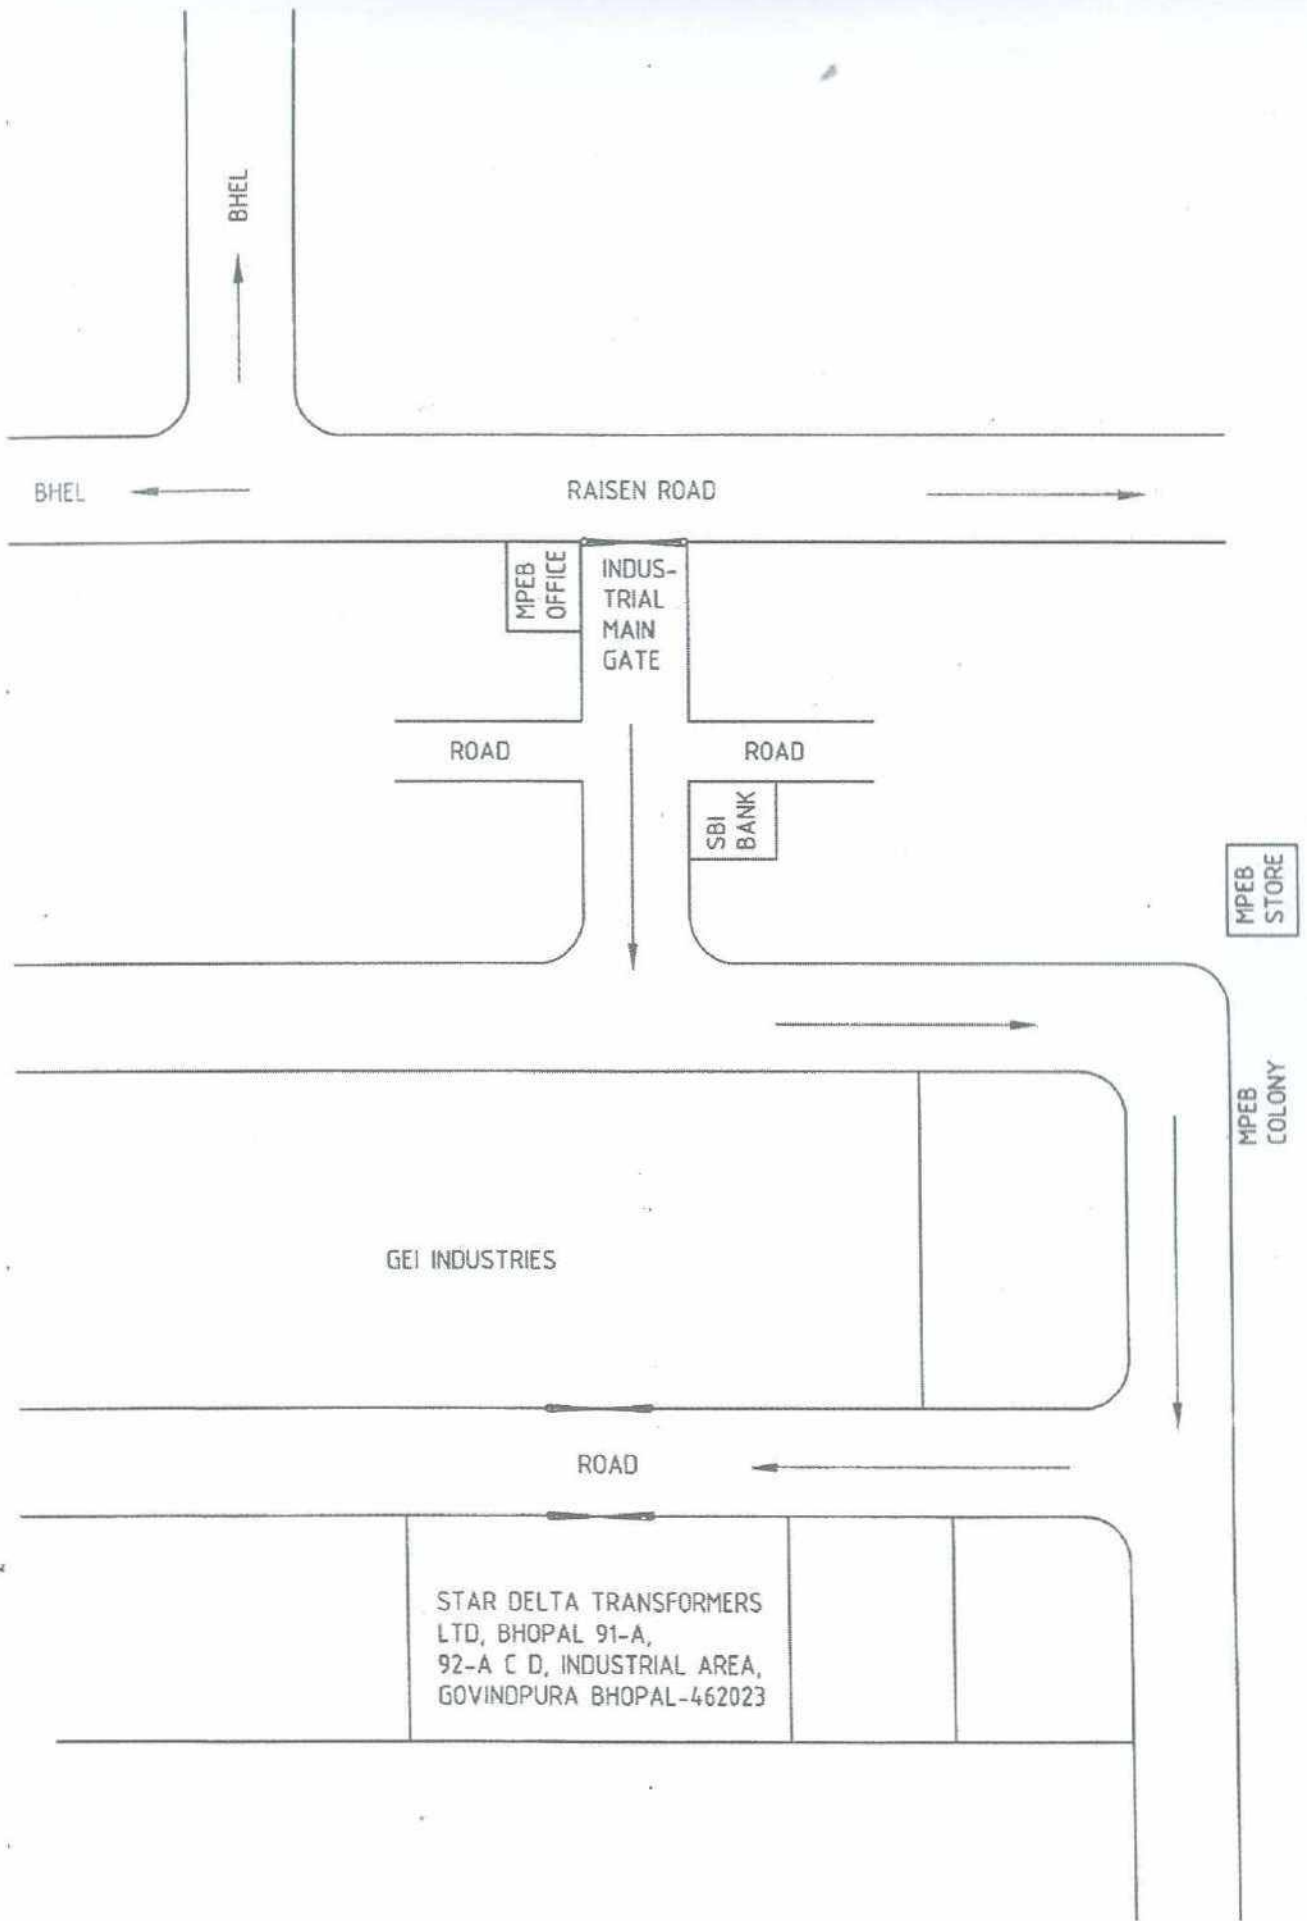 BHEL
BHEL
RAISEN ROAD
MPEB
OFFICE
INDUS-
TRIAL
MAIN
GATE
ROAD
ROAD
SBI
BANK
MPEB
STORE
MPEB
COLONY
GEI INDUSTRIES
ROAD
STAR DELTA TRANSFORMERS
LTD, BHOPAL 91-A,
92-A C D, INDUSTRIAL AREA,
GOVINDPURA BHOPAL-462023